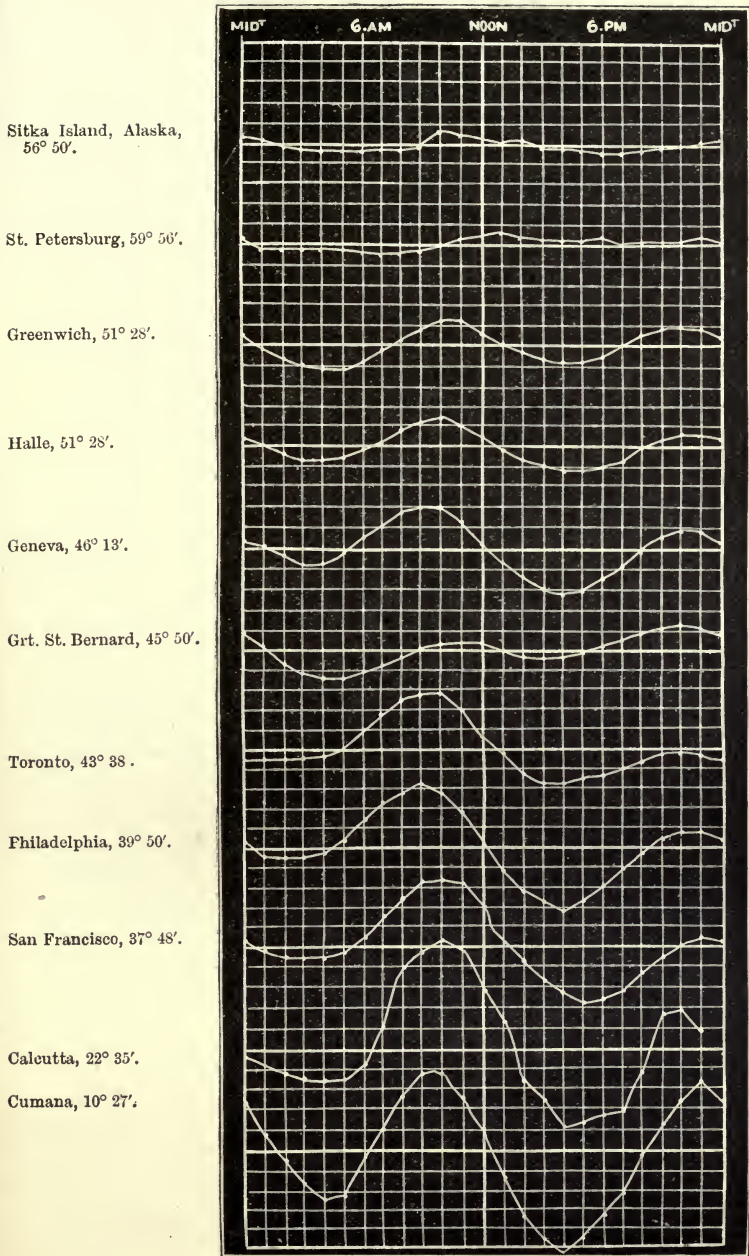 MIDᵀ 6.AM NOON 6.PM MIDᵀ
Sitka Island, Alaska,
56° 50′.
St. Petersburg, 59° 56′.
Greenwich, 51° 28′.
Halle, 51° 28′.
Geneva, 46° 13′.
Grt. St. Bernard, 45° 50′.
Toronto, 43° 38 .
Philadelphia, 39° 50′.
San Francisco, 37° 48′.
Calcutta, 22° 35′.
Cumana, 10° 27′.